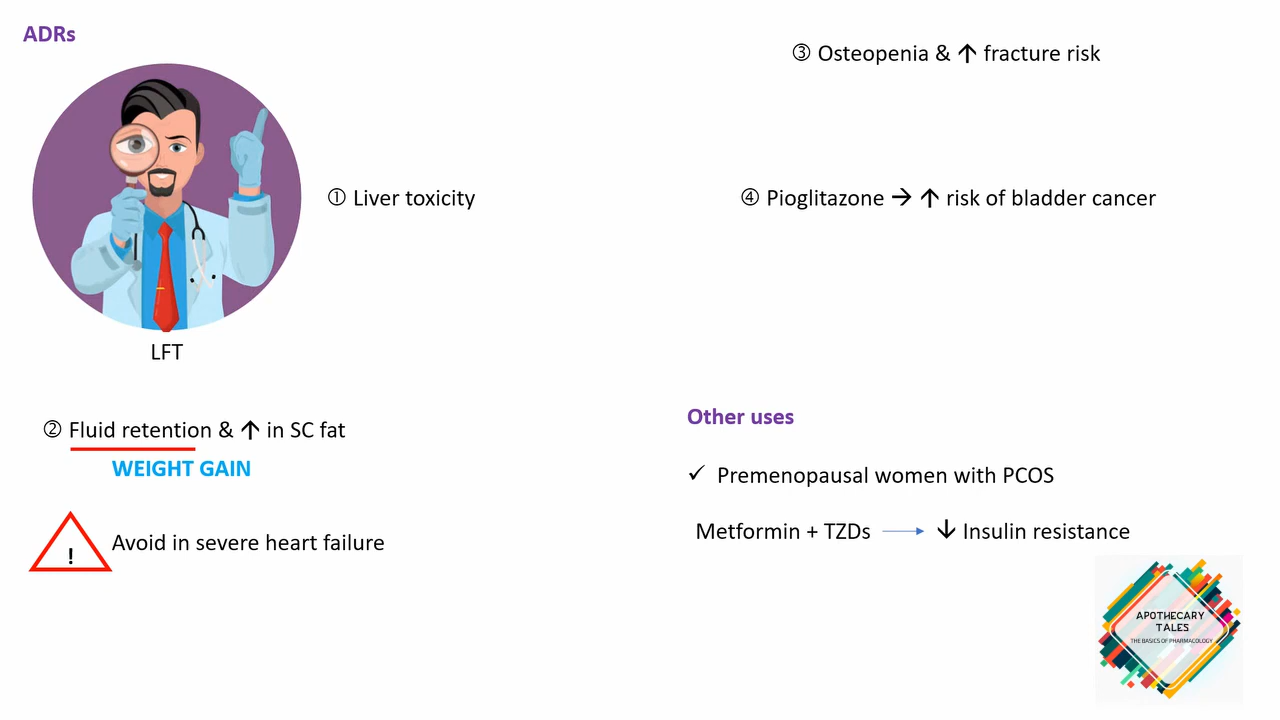 ADRs
① Liver toxicity
LFT
② Fluid retention & ↑ in SC fat
WEIGHT GAIN
! Avoid in severe heart failure
③ Osteopenia & ↑ fracture risk
④ Pioglitazone → ↑ risk of bladder cancer
Other uses
✓ Premenopausal women with PCOS
Metformin + TZDs → ↓ Insulin resistance
APOTHECARY
TALES
THE BASICS OF PHARMACOLOGY